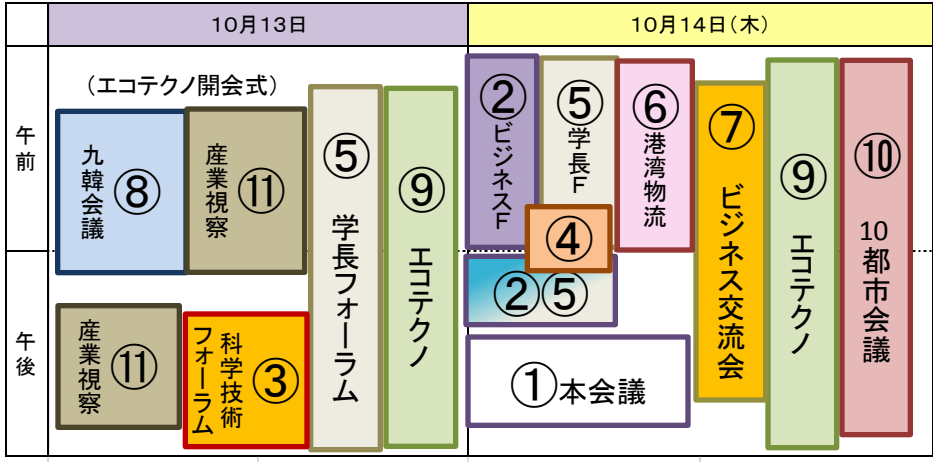 10月13日
10月14日(木)
午前
午後
(エコテクノ開会式)
九韓会議
⑧
産業視察
⑪
⑤
学長フォーラム
⑨
エコテクノ
産業視察
⑪
科学技術
フォーラム
③
②
ビジネスF
⑤
学長F
⑥
港湾物流
④
②⑤
①本会議
⑦
ビジネス交流会
⑨
エコテクノ
⑩
10都市会議